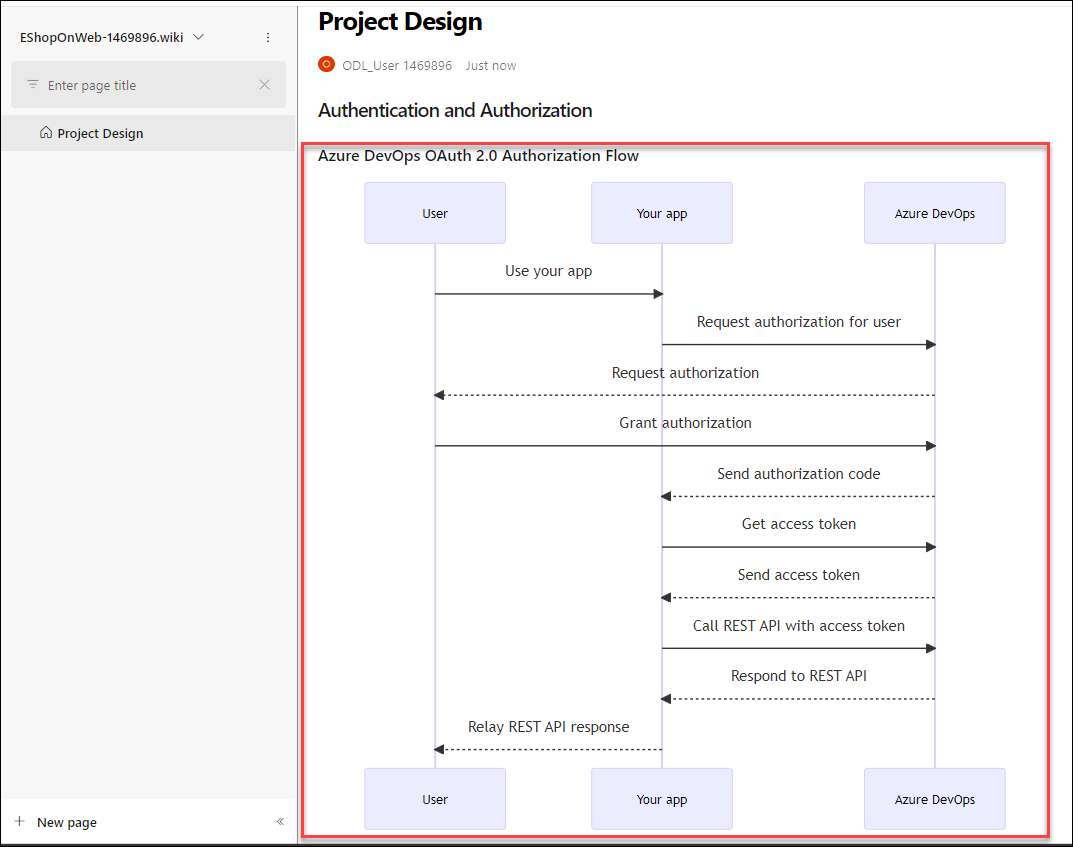 EShopOnWeb-1469896.wiki
Enter page title
Project Design
New page
Project Design
ODL_User 1469896 Just now
Authentication and Authorization
Azure DevOps OAuth 2.0 Authorization Flow
User
Your app
Azure DevOps
Use your app
Request authorization for user
Request authorization
Grant authorization
Send authorization code
Get access token
Send access token
Call REST API with access token
Respond to REST API
Relay REST API response
User
Your app
Azure DevOps